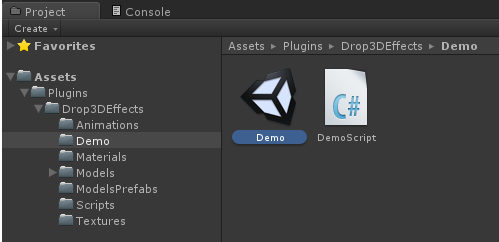 Project
Console
Create
Favorites
Assets
Plugins
Drop3DEffects
Animations
Demo
Materials
Models
ModelsPrefabs
Scripts
Textures
Assets Plugins Drop3DEffects Demo
C#
Demo
DemoScript